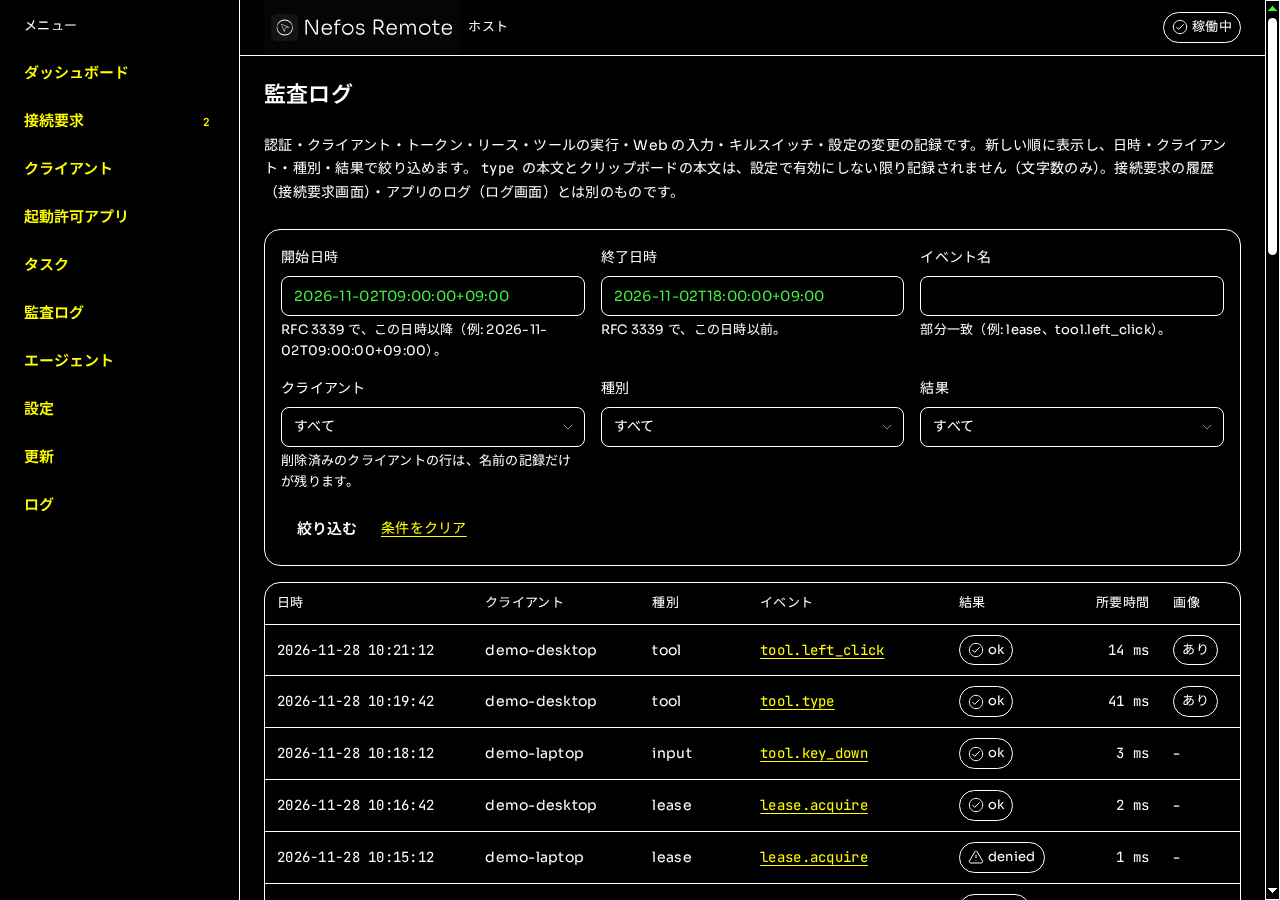 メニュー
ダッシュボード
接続要求 2
クライアント
起動許可アプリ
タスク
監査ログ
エージェント
設定
更新
ログ
Nefos Remote ホスト
稼働中
監査ログ
認証・クライアント・トークン・リース・ツールの実行・Web の入力・キルスイッチ・設定の変更の記録です。新しい順に表示し、日時・クライアン
ト・種別・結果で絞り込めます。 type の本文とクリップボードの本文は、設定で有効にしない限り記録されません（文字数のみ）。接続要求の履歴
（接続要求画面）・アプリのログ（ログ画面）とは別のものです。
開始日時 終了日時 イベント名
2026-11-02T09:00:00+09:00 2026-11-02T18:00:00+09:00
RFC 3339 で、この日時以降（例: 2026-11- RFC 3339 で、この日時以前。 部分一致（例: lease、tool.left_click）。
02T09:00:00+09:00）。
クライアント 種別 結果
すべて すべて すべて
削除済みのクライアントの行は、名前の記録だけ
が残ります。
絞り込む 条件をクリア
日時 クライアント 種別 イベント 結果 所要時間 画像
2026-11-28 10:21:12 demo-desktop tool tool.left_click ok 14 ms あり
2026-11-28 10:19:42 demo-desktop tool tool.type ok 41 ms あり
2026-11-28 10:18:12 demo-laptop input tool.key_down ok 3 ms -
2026-11-28 10:16:42 demo-desktop lease lease.acquire ok 2 ms -
2026-11-28 10:15:12 demo-laptop lease lease.acquire denied 1 ms -